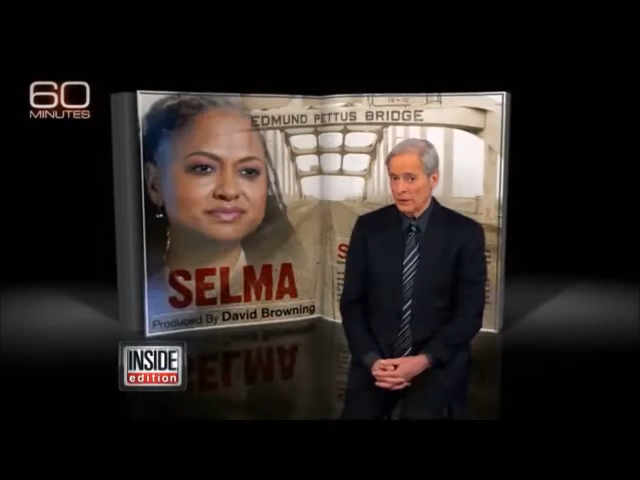 60
MINUTES
EDMUND PETTUS BRIDGE
SELMA
Produced By David Browning
INSIDE
edition